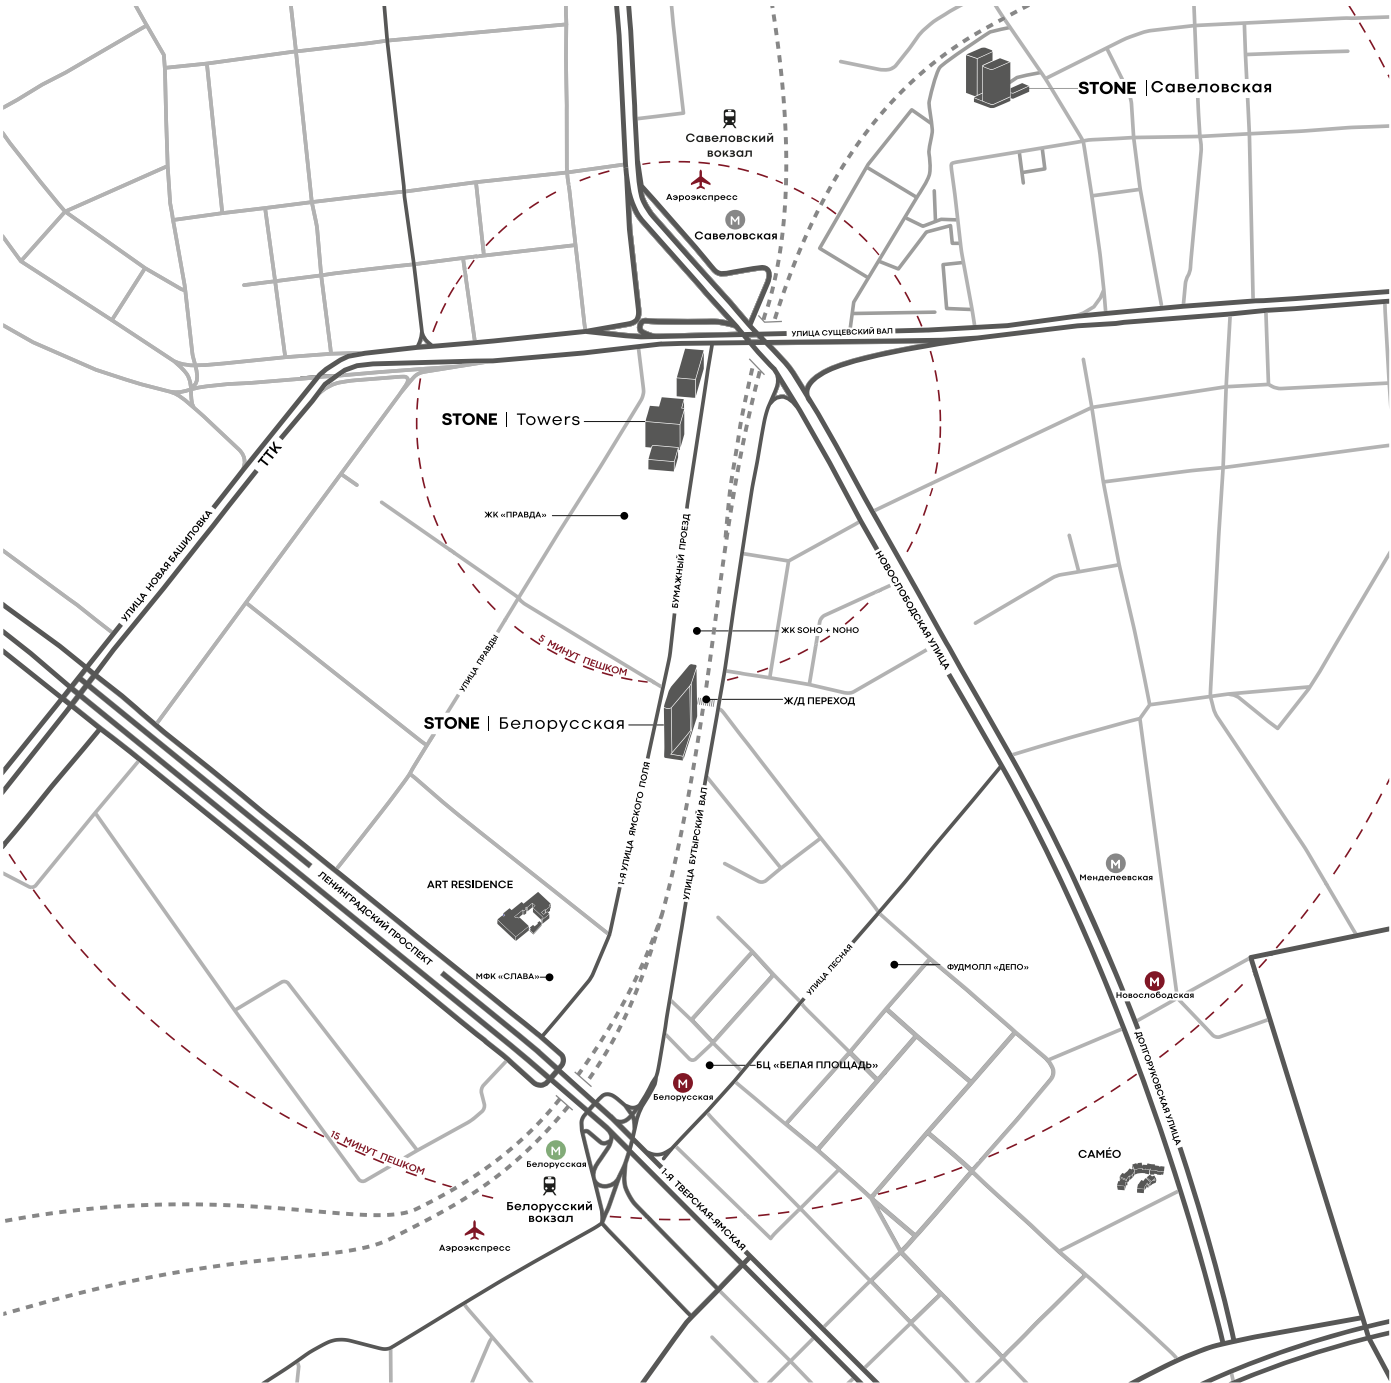 STONE | Савеловская
Савеловский
вокзал
Аэроэкспресс
М
Савеловская
УЛИЦА СУЩЕВСКИЙ ВАЛ
STONE | Towers
ТТК
ЖК «ПРАВДА»
УЛИЦА НОВАЯ БАШИЛОВКА
БУМАЖНЫЙ ПРОЕЗД
НОВОСЛОБОДСКАЯ УЛИЦА
ЖК SOHO + NOHO
5 МИНУТ ПЕШКОМ
УЛИЦА ПРАВДЫ
Ж/Д ПЕРЕХОД
STONE | Белорусская
1-Я УЛИЦА ЯМСКОГО ПОЛЯ
УЛИЦА БУТЫРСКИЙ ВАЛ
М
Менделеевская
ART RESIDENCE
ЛЕНИНГРАДСКИЙ ПРОСПЕКТ
МФК «СЛАВА»
УЛИЦА ЛЕСНАЯ
ФУДМОЛЛ «ДЕПО»
М
Новослободская
БЦ «БЕЛАЯ ПЛОЩАДЬ»
М
Белорусская
ДОЛГОРУКОВСКАЯ УЛИЦА
15 МИНУТ ПЕШКОМ
М
Белорусская
CAMÉO
Белорусский
вокзал
1-Я ТВЕРСКАЯ-ЯМСКАЯ
Аэроэкспресс